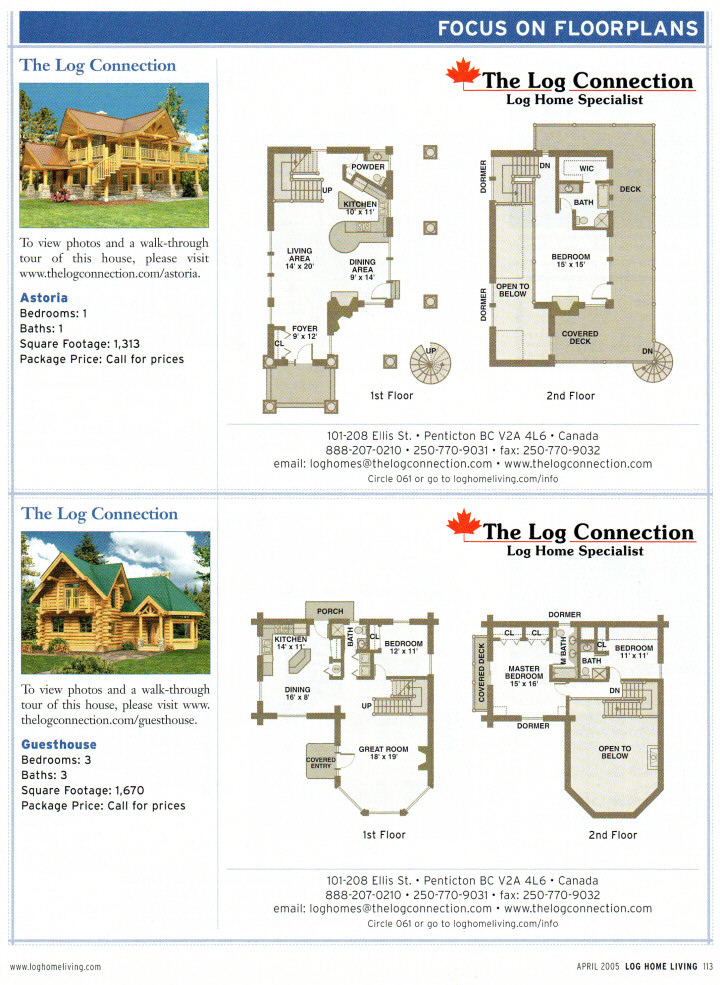 FOCUS ON FLOORPLANS
The Log Connection
To view photos and a walk-through
tour of this house, please visit
www.thelogconnection.com/astoria.
Astoria
Bedrooms: 1
Baths: 1
Square Footage: 1,313
Package Price: Call for prices
The Log Connection
Log Home Specialist
POWDER
UP
KITCHEN
10' x 11'
LIVING
AREA
14' x 20'
DINING
AREA
9' x 14'
FOYER
9' x 12'
CL
UP
1st Floor
DORMER
DN
WIC
DECK
BATH
BEDROOM
15' x 15'
OPEN TO
BELOW
DORMER
COVERED
DECK
DN
2nd Floor
101-208 Ellis St. • Penticton BC V2A 4L6 • Canada
888-207-0210 • 250-770-9031 • fax: 250-770-9032
email: loghomes@thelogconnection.com • www.thelogconnection.com
Circle 061 or go to loghomeliving.com/info
The Log Connection
To view photos and a walk-through
tour of this house, please visit www.
thelogconnection.com/guesthouse.
Guesthouse
Bedrooms: 3
Baths: 3
Square Footage: 1,670
Package Price: Call for prices
The Log Connection
Log Home Specialist
PORCH
KITCHEN
14' x 11'
BATH
CL
BEDROOM
12' x 11'
DINING
16' x 8'
UP
GREAT ROOM
18' x 19'
COVERED
ENTRY
1st Floor
DORMER
CL
CL
M BATH
CL
BEDROOM
11' x 11'
BATH
COVERED DECK
MASTER
BEDROOM
15' x 16'
DN
DORMER
OPEN TO
BELOW
2nd Floor
101-208 Ellis St. • Penticton BC V2A 4L6 • Canada
888-207-0210 • 250-770-9031 • fax: 250-770-9032
email: loghomes@thelogconnection.com • www.thelogconnection.com
Circle 061 or go to loghomeliving.com/info
www.loghomeliving.com
APRIL 2005 LOG HOME LIVING 113